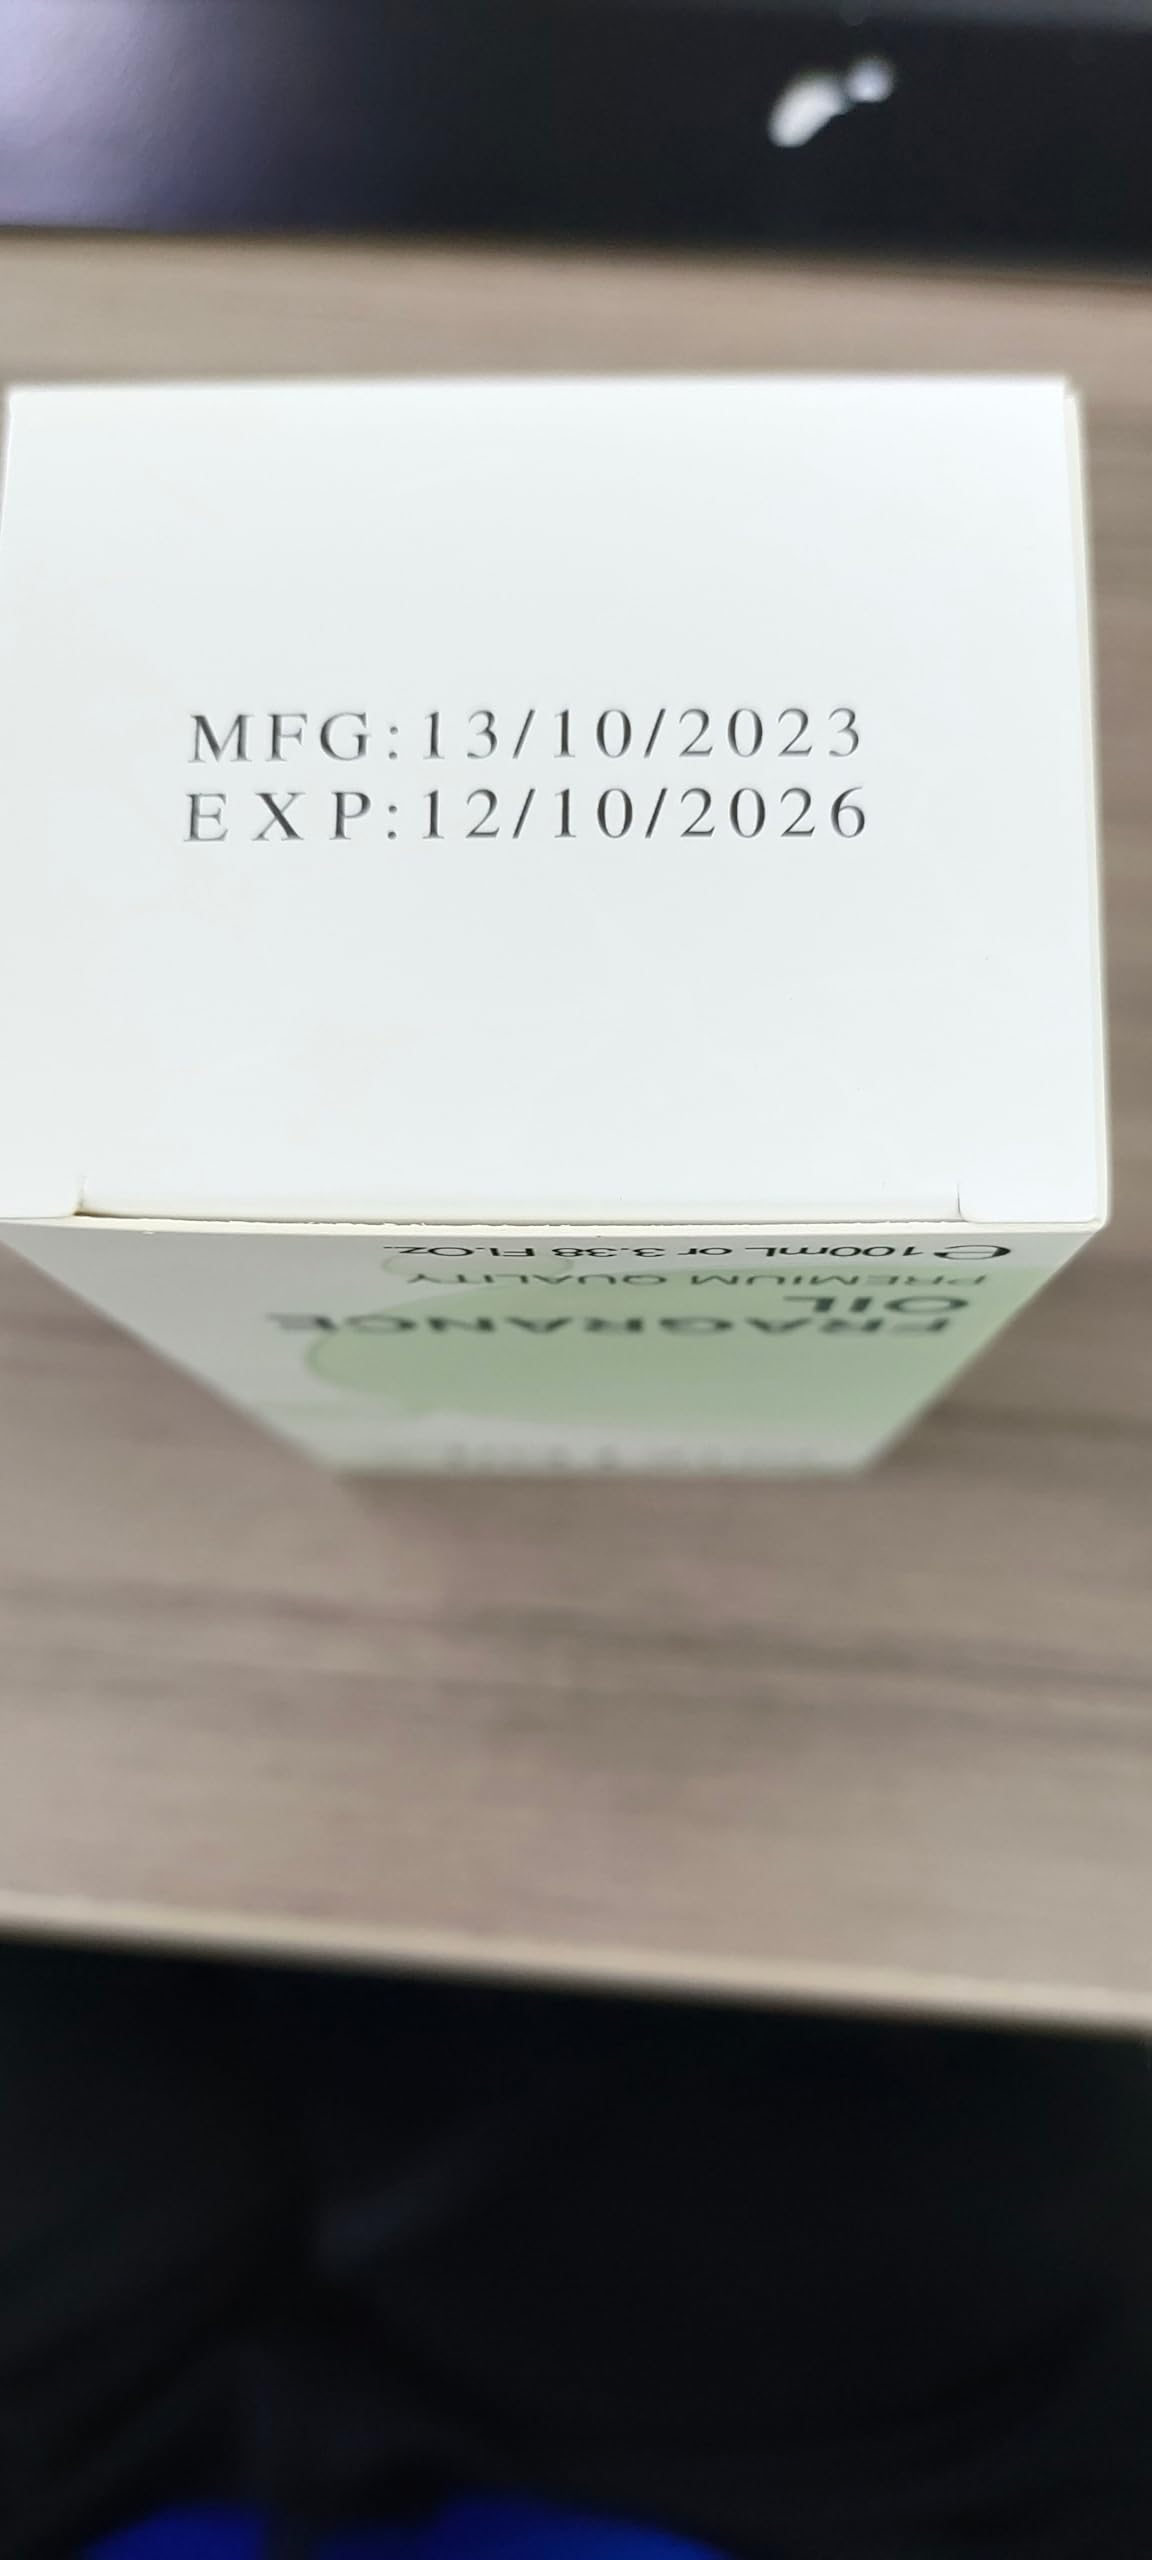 MFG:13/10/2023
EXP:12/10/2026
e 100mL or 3.38 Fl.Oz.
PREMIUM QUALITY
OIL
FRAGRANCE